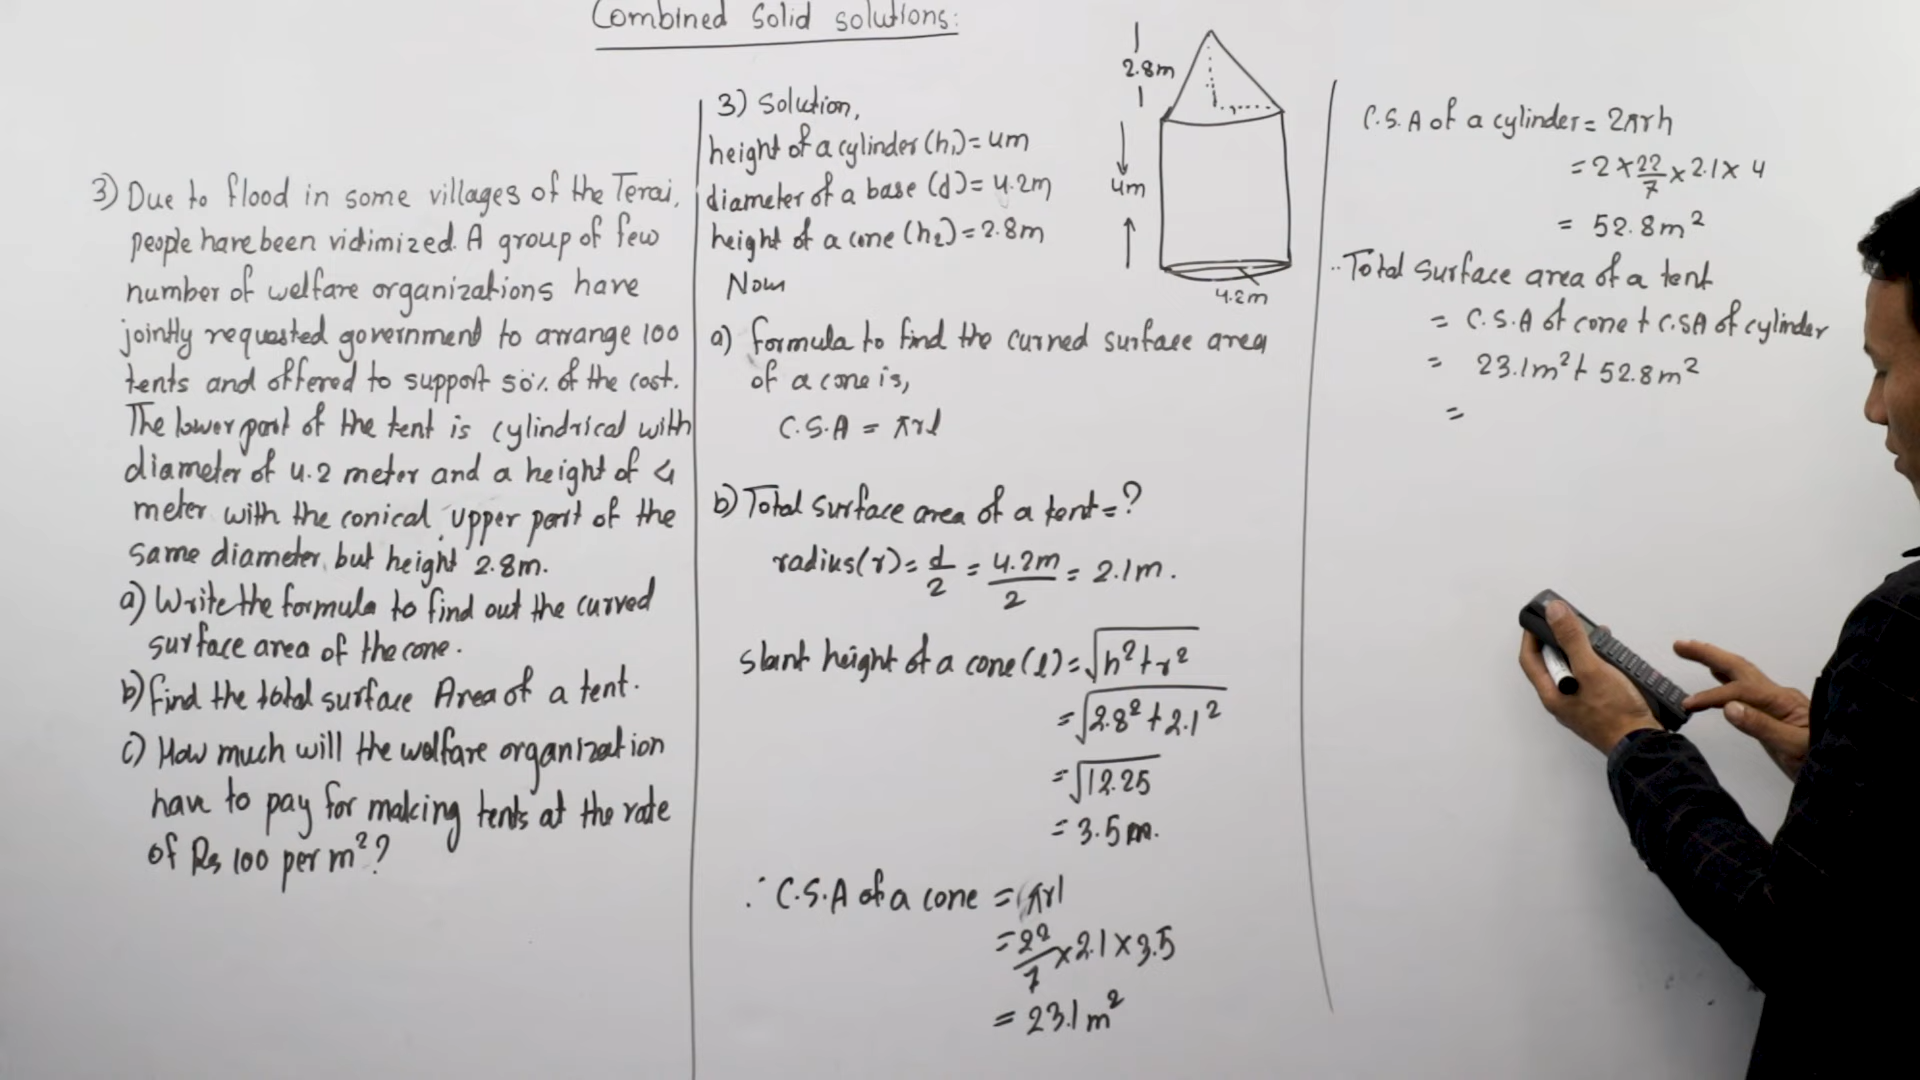 Combined Solid Solutions:
3) Due to flood in some villages of the Terai,
people have been vidimized. A group of few
number of welfare organizations have
jointly requested government to arrange 100
tents and offered to support 50% of the cost.
The lower part of the tent is cylindrical with
diameter of 4.2 meter and a height of 4
meter with the conical upper part of the
same diameter but height 2.8m.
a) Write the formula to find out the curved
surface area of the cone.
b) Find the total surface Area of a tent.
c) How much will the welfare organization
have to pay for making tents at the rate
of Rs 100 per m²?
3) Solution,
height of a cylinder (h₁) = 4m
diameter of a base (d) = 4.2m
height of a cone (h₂) = 2.8m
Now
a) formula to find the curved surface area
of a cone is,
C.S.A = πrl
b) Total surface area of a tent = ?
radius(r) = d/2 = 4.2m/2 = 2.1m.
slant height of a cone (l) = √h²+r²
= √2.8²+2.1²
= √12.25
= 3.5m.
∴ C.S.A of a cone = πrl
= 22/7 × 2.1 × 3.5
= 23.1 m²
2.8m
4m
4.2m
C.S.A of a cylinder = 2πrh
= 2 × 22/7 × 2.1 × 4
= 52.8m²
∴ Total surface area of a tent
= C.S.A of cone + C.SA of cylinder
= 23.1m² + 52.8m²
=